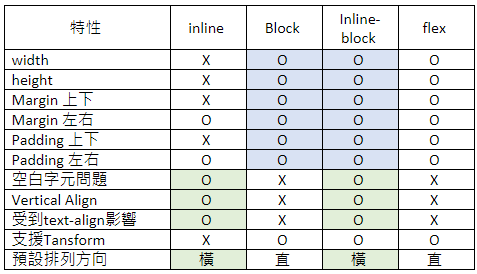 特性 inline Block Inline-block flex
width X O O O
height X O O O
Margin 上下 X O O O
Margin 左右 O O O O
Padding 上下 X O O O
Padding 左右 O O O O
空白字元問題 O X O X
Vertical Align O X O X
受到text-align影響 O X O X
支援Tansform X O O O
預設排列方向 橫 直 橫 直